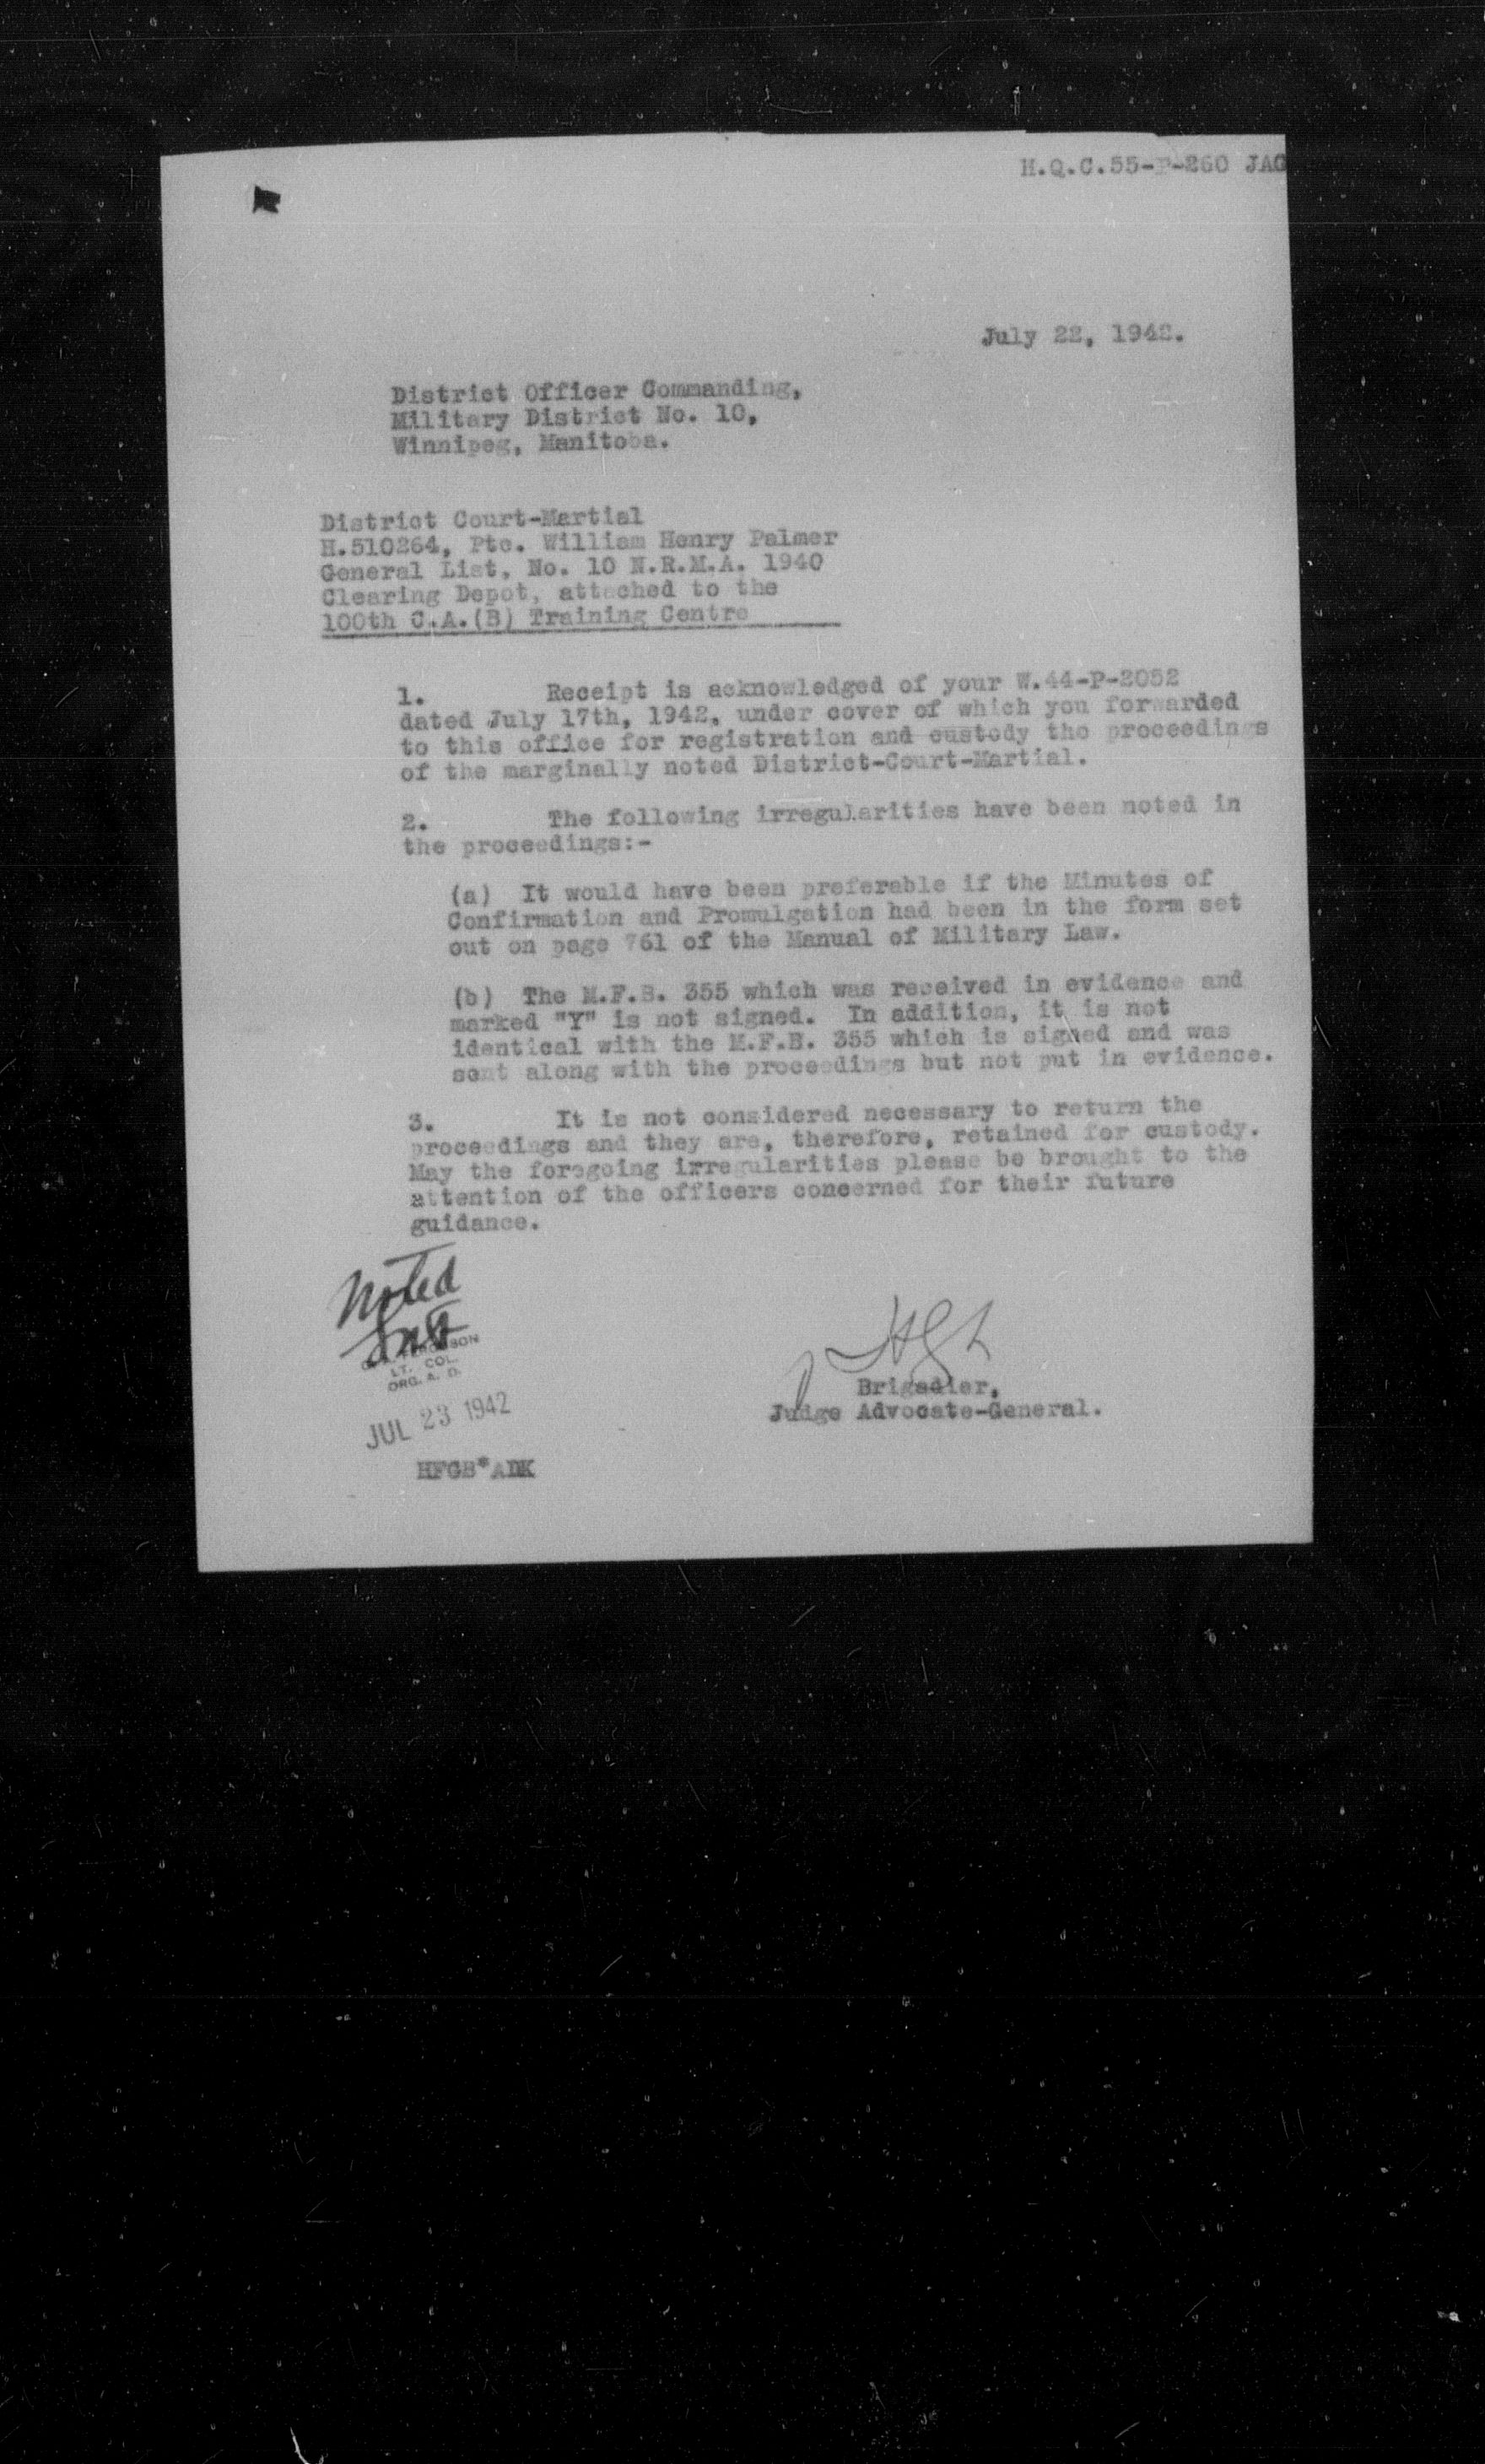 H.Q.C.55-P-260 JAG
July 22, 1942.
District Officer Commanding,
Military District No. 10,
Winnipeg, Manitoba.
District Court-Martial
H.510264, Pte. William Henry Palmer
General List, No. 10 N.R.M.A. 1940
Clearing Depot, attached to the
100th C.A.(B) Training Centre
1. Receipt is acknowledged of your W.44-P-2052
dated July 17th, 1942, under cover of which you forwarded
to this office for registration and custody the proceedings
of the marginally noted District-Court-Martial.
2. The following irregularities have been noted in
the proceedings:-
(a) It would have been preferable if the Minutes of
Confirmation and Promulgation had been in the form set
out on page 761 of the Manual of Military Law.
(b) The M.F.B. 355 which was received in evidence and
marked "Y" is not signed. In addition, it is not
identical with the M.F.B. 355 which is signed and was
sent along with the proceedings but not put in evidence.
3. It is not considered necessary to return the
proceedings and they are, therefore, retained for custody.
May the foregoing irregularities please be brought to the
attention of the officers concerned for their future
guidance.
Noted
LT. COL.
ORG. A. D.
JUL 23 1942
Brigadier,
Judge Advocate-General.
HFGB*ADK